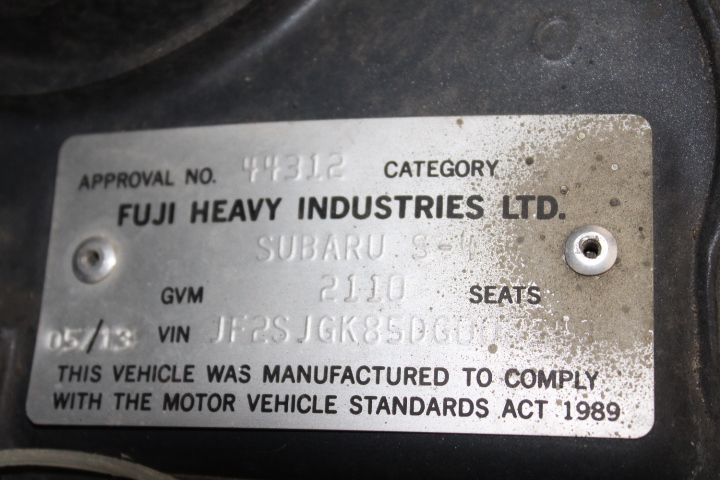 APPROVAL NO. 44312 CATEGORY
FUJI HEAVY INDUSTRIES LTD.
SUBARU
GVM 2110 SEATS
05/13 VIN
THIS VEHICLE WAS MANUFACTURED TO COMPLY
WITH THE MOTOR VEHICLE STANDARDS ACT 1989